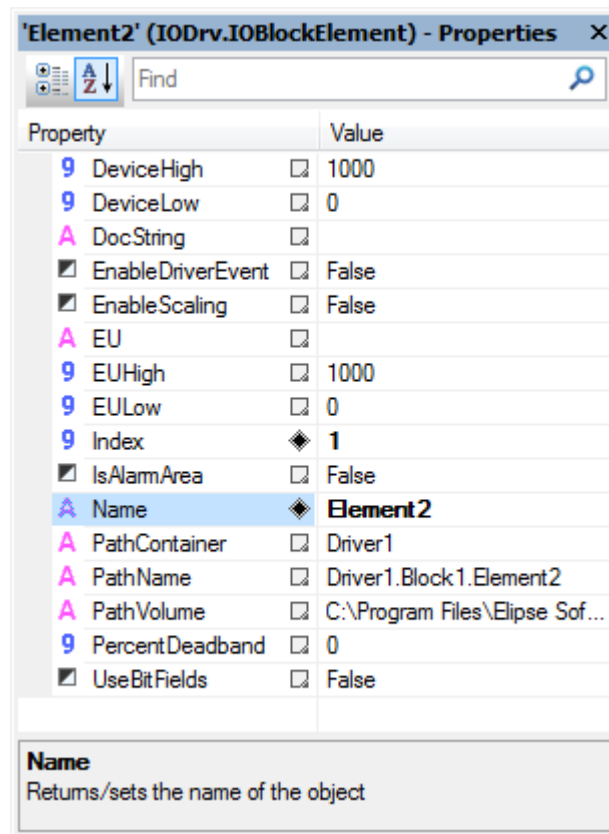 'Element2' (IODrv.IOBlockElement) - Properties
Find
Property Value
DeviceHigh 1000
DeviceLow 0
DocString
EnableDriverEvent False
EnableScaling False
EU
EUHigh 1000
EULow 0
Index 1
IsAlarmArea False
Name Element2
PathContainer Driver1
PathName Driver1.Block1.Element2
PathVolume C:\Program Files\Elipse Sof...
PercentDeadband 0
UseBitFields False
Name
Returns/sets the name of the object